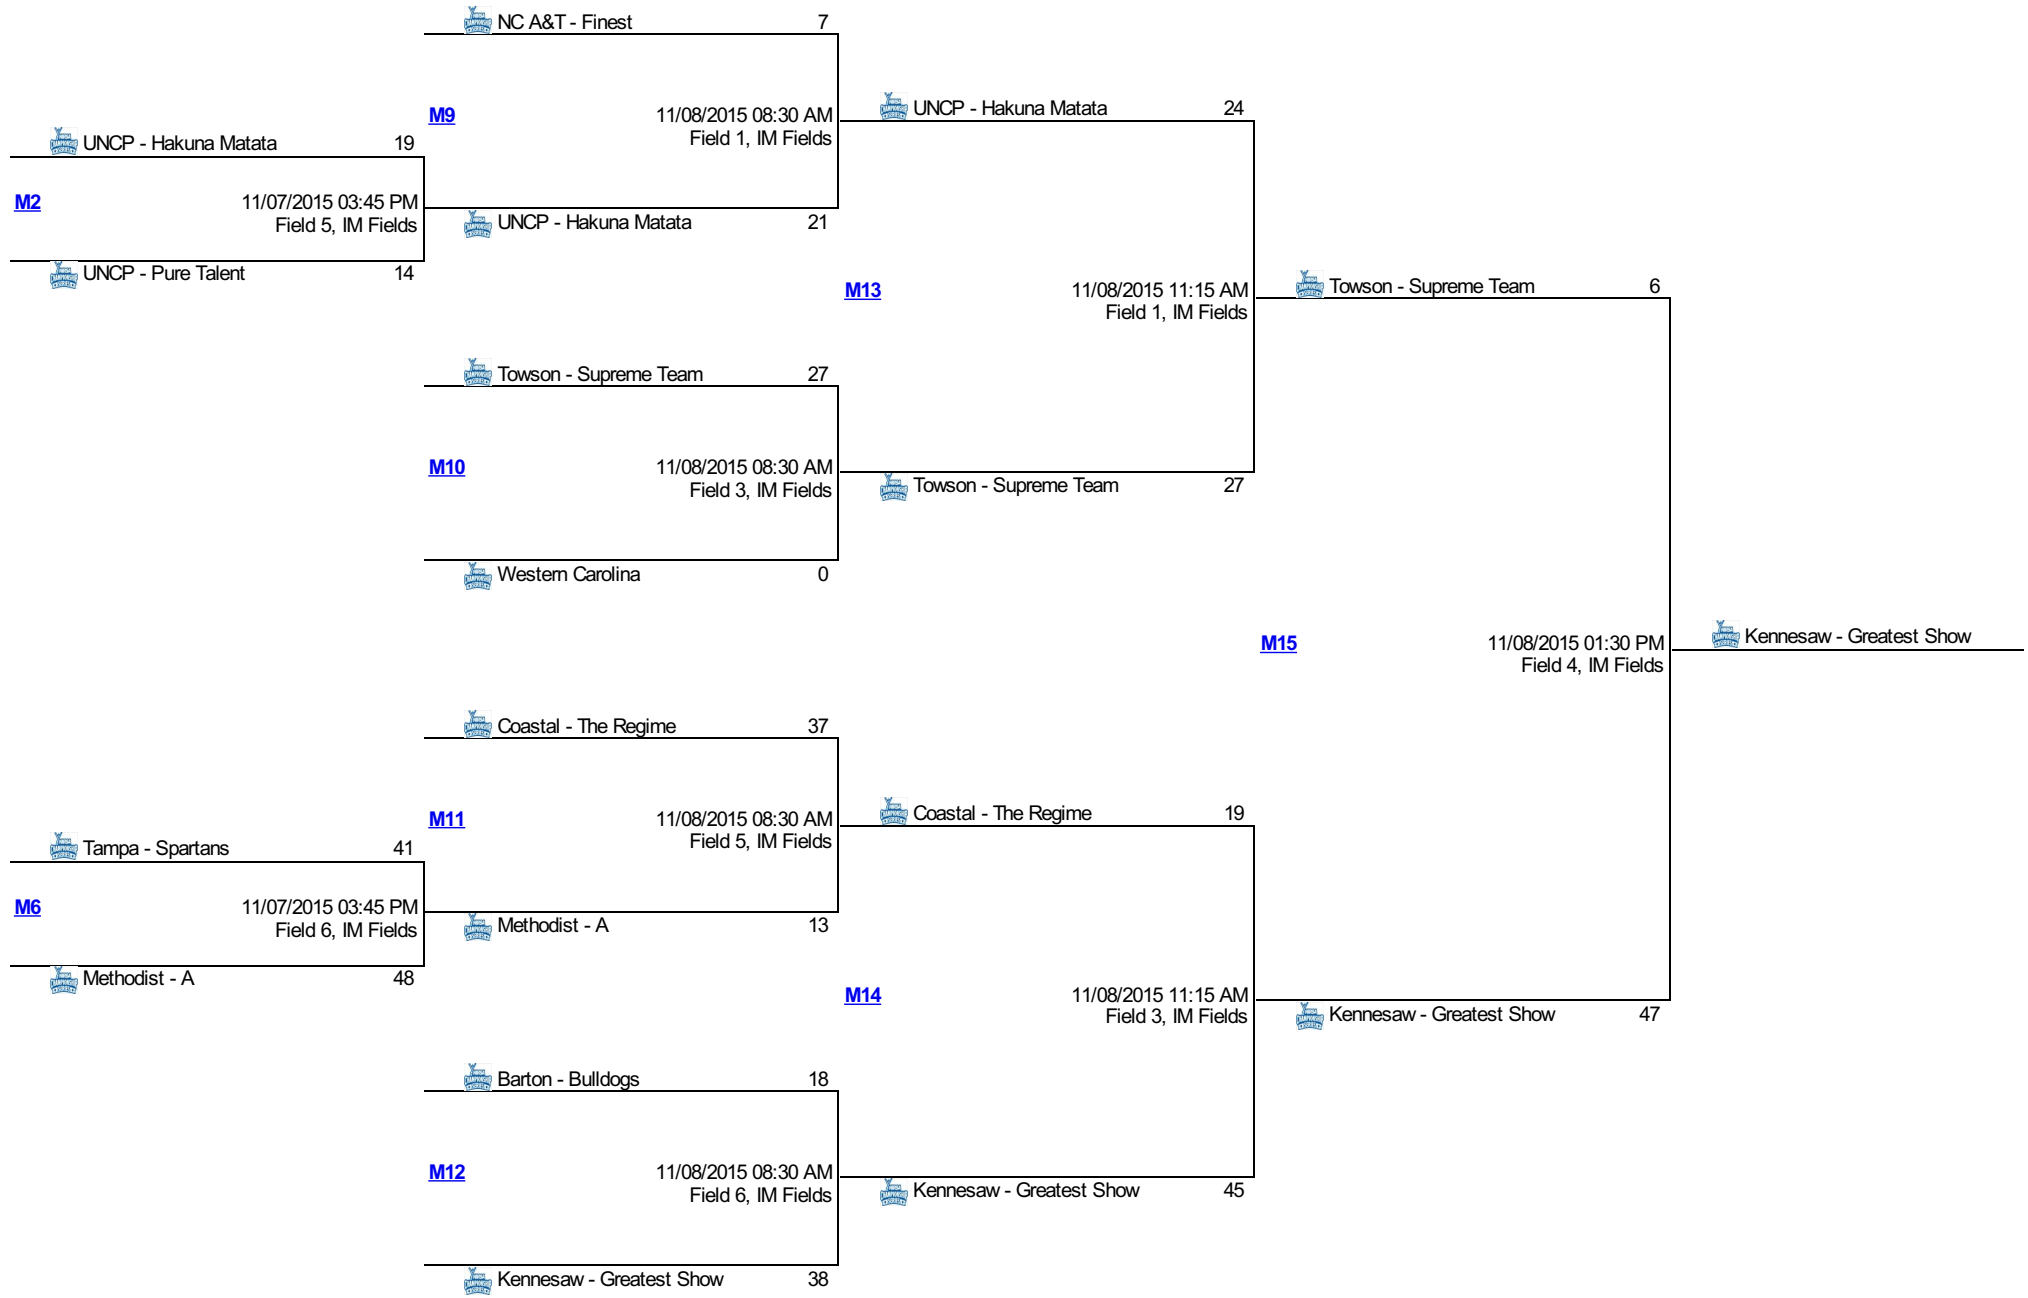 NC A&T - Finest 7
M9 11/08/2015 08:30 AM
Field 1, IM Fields
UNCP - Hakuna Matata 24
UNCP - Hakuna Matata 19
M2 11/07/2015 03:45 PM
Field 5, IM Fields
UNCP - Hakuna Matata 21
UNCP - Pure Talent 14
M13 11/08/2015 11:15 AM
Field 1, IM Fields
Towson - Supreme Team 6
Towson - Supreme Team 27
M10 11/08/2015 08:30 AM
Field 3, IM Fields
Towson - Supreme Team 27
Western Carolina 0
M15 11/08/2015 01:30 PM
Field 4, IM Fields
Kennesaw - Greatest Show
Coastal - The Regime 37
M11 11/08/2015 08:30 AM
Field 5, IM Fields
Coastal - The Regime 19
Tampa - Spartans 41
M6 11/07/2015 03:45 PM
Field 6, IM Fields
Methodist - A 13
Methodist - A 48
M14 11/08/2015 11:15 AM
Field 3, IM Fields
Kennesaw - Greatest Show 47
Barton - Bulldogs 18
M12 11/08/2015 08:30 AM
Field 6, IM Fields
Kennesaw - Greatest Show 45
Kennesaw - Greatest Show 38